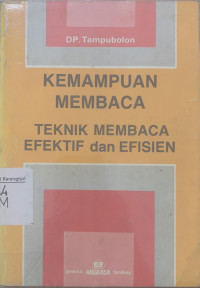 DP. Tampubolon
KEMAMPUAN
MEMBACA
TEKNIK MEMBACA
EFEKTIF dan EFISIEN
ANGKASA